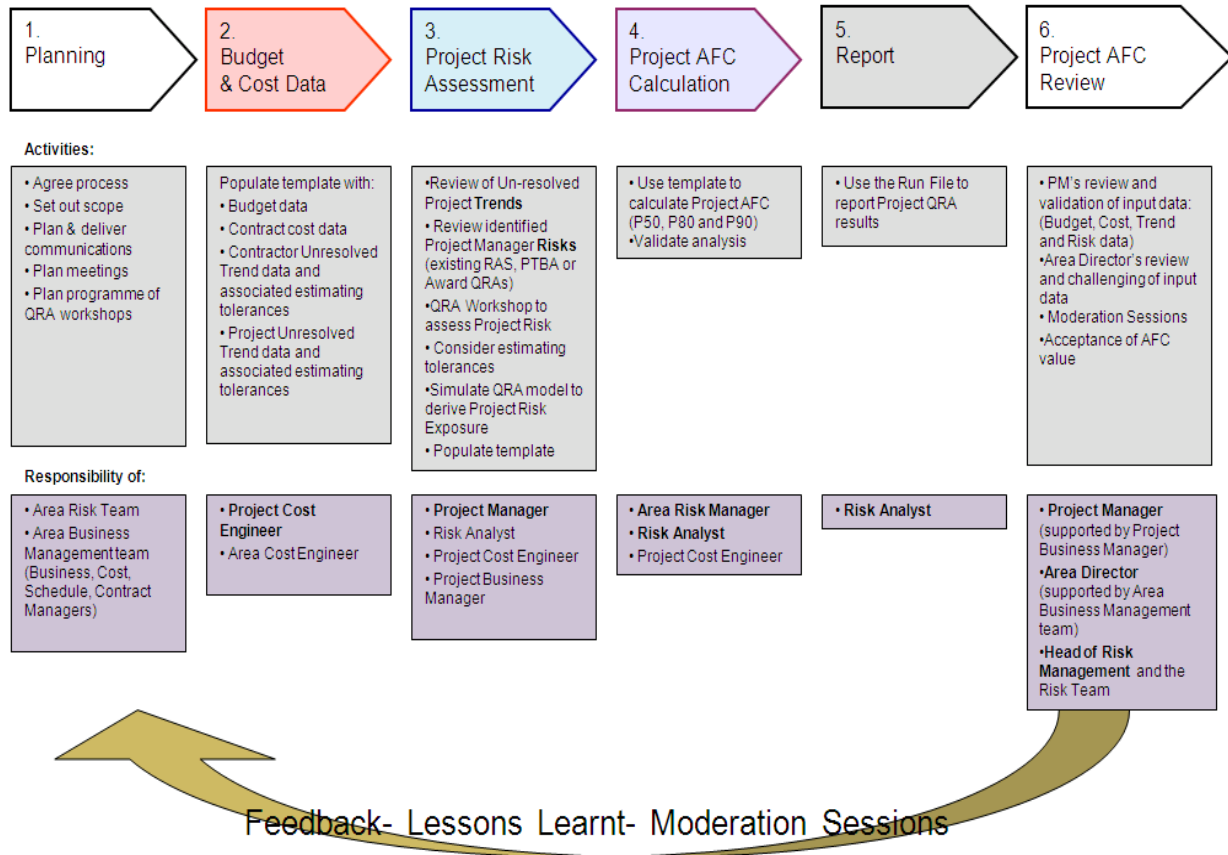 1.
Planning
2.
Budget
& Cost Data
3.
Project Risk
Assessment
4.
Project AFC
Calculation
5.
Report
6.
Project AFC
Review
Activities:
• Agree process
• Set out scope
• Plan & deliver
communications
• Plan meetings
• Plan programme of
QRA workshops
Populate template with:
• Budget data
• Contract cost data
• Contractor Unresolved
Trend data and
associated estimating
tolerances
• Project Unresolved
Trend data and
associated estimating
tolerances
•Review of Un-resolved
Project Trends
• Review identified
Project Manager Risks
(existing RAS, PTBA or
Award QRAs)
•QRA Workshop to
assess Project Risk
• Consider estimating
tolerances
•Simulate QRA model to
derive Project Risk
Exposure
• Populate template
• Use template to
calculate Project AFC
(P50, P80 and P90)
•Validate analysis
• Use the Run File to
report Project QRA
results
• PM's review and
validation of input data:
(Budget, Cost, Trend
and Risk data)
•Area Director's review
and challenging of input
data
• Moderation Sessions
•Acceptance of AFC
value
Responsibility of:
• Area Risk Team
• Area Business
Management team
(Business, Cost,
Schedule, Contract
Managers)
• Project Cost
Engineer
• Area Cost Engineer
• Project Manager
• Risk Analyst
• Project Cost Engineer
• Project Business
Manager
• Area Risk Manager
• Risk Analyst
• Project Cost Engineer
• Risk Analyst
• Project Manager
(supported by Project
Business Manager)
•Area Director
(supported by Area
Business Management
team)
•Head of Risk
Management and the
Risk Team
Feedback- Lessons Learnt- Moderation Sessions